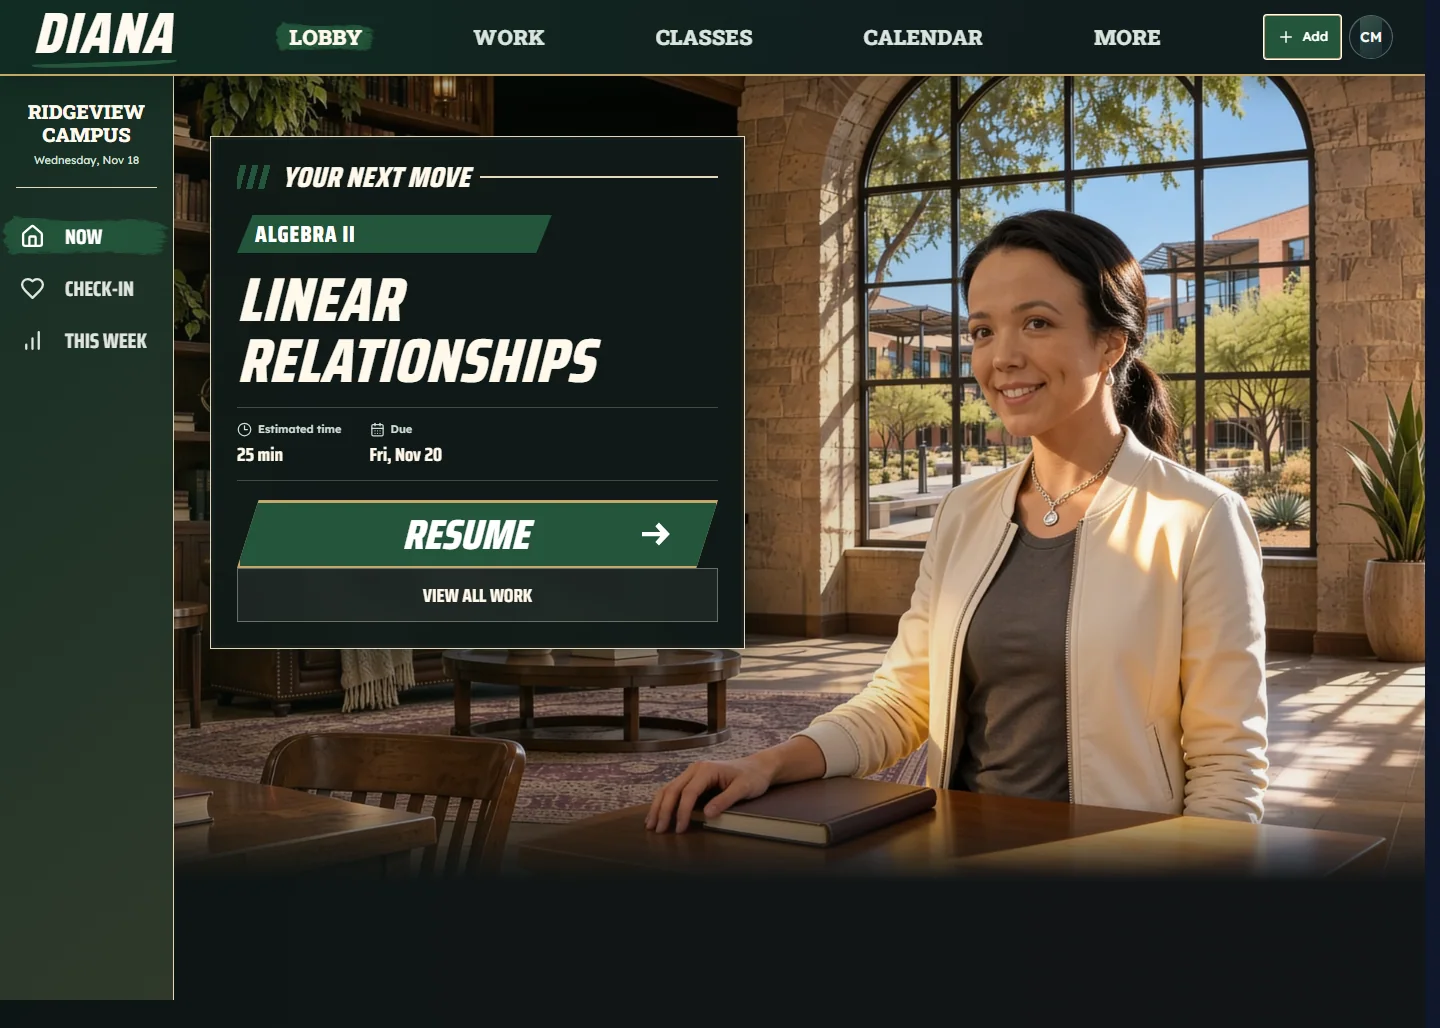 DIANA
LOBBY
WORK
CLASSES
CALENDAR
MORE
+ Add
CM
RIDGEVIEW
CAMPUS
Wednesday, Nov 18
NOW
CHECK-IN
THIS WEEK
YOUR NEXT MOVE
ALGEBRA II
LINEAR
RELATIONSHIPS
Estimated time
25 min
Due
Fri, Nov 20
RESUME
VIEW ALL WORK